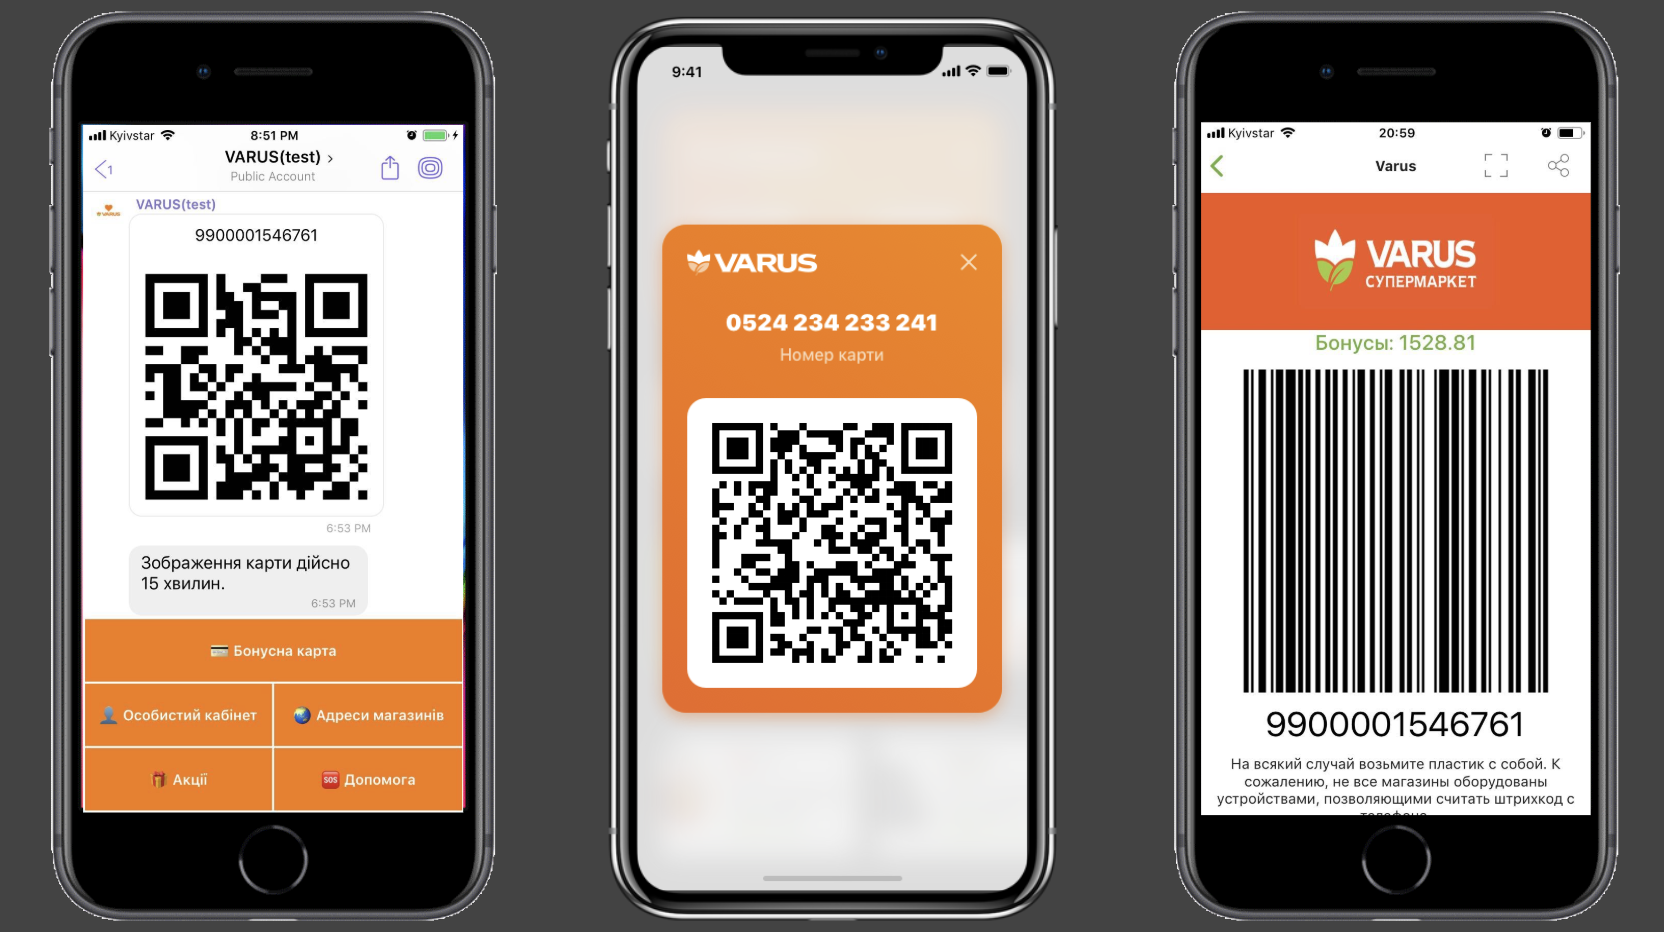 Kyivstar
8:51 PM
1
VARUS(test)
Public Account
VARUS
VARUS(test)
9900001546761
6:53 PM
Зображення карти дійсно
15 хвилин.
6:53 PM
Бонусна карта
Особистий кабінет
Адреси магазинів
Акції
SOS Допомога
9:41
VARUS
0524 234 233 241
Номер карти
Kyivstar
20:59
Varus
VARUS
СУПЕРМАРКЕТ
Бонусы: 1528.81
9900001546761
На всякий случай возьмите пластик с собой. К
сожалению, не все магазины оборудованы
устройствами, позволяющими считать штрихкод с